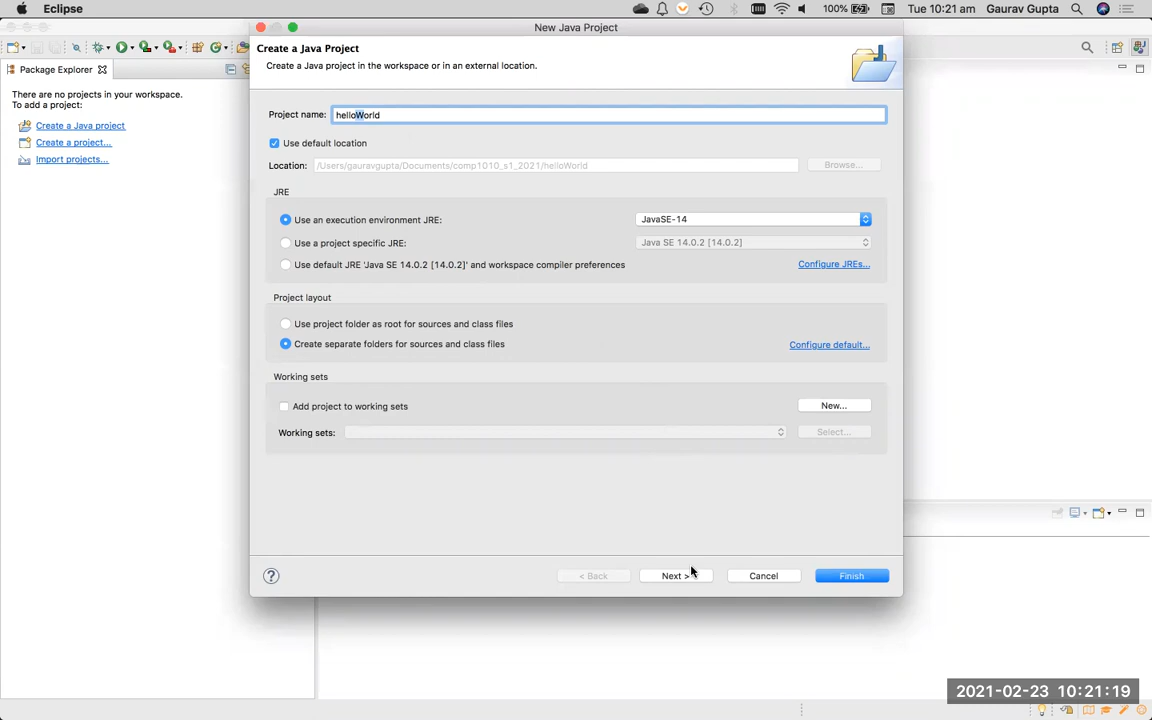 Eclipse
100%
Tue 10:21 am
Gaurav Gupta
New Java Project
Create a Java Project
Create a Java project in the workspace or in an external location.
Package Explorer
There are no projects in your workspace.
To add a project:
Create a Java project
Create a project...
Import projects...
Project name: helloWorld
Use default location
Location: /Users/gauravgupta/Documents/comp1010_s1_2021/helloWorld Browse...
JRE
Use an execution environment JRE: JavaSE-14
Use a project specific JRE: Java SE 14.0.2 [14.0.2]
Use default JRE 'Java SE 14.0.2 [14.0.2]' and workspace compiler preferences Configure JREs...
Project layout
Use project folder as root for sources and class files
Create separate folders for sources and class files Configure default...
Working sets
Add project to working sets New...
Working sets: Select...
? < Back Next > Cancel Finish
2021-02-23 10:21:19